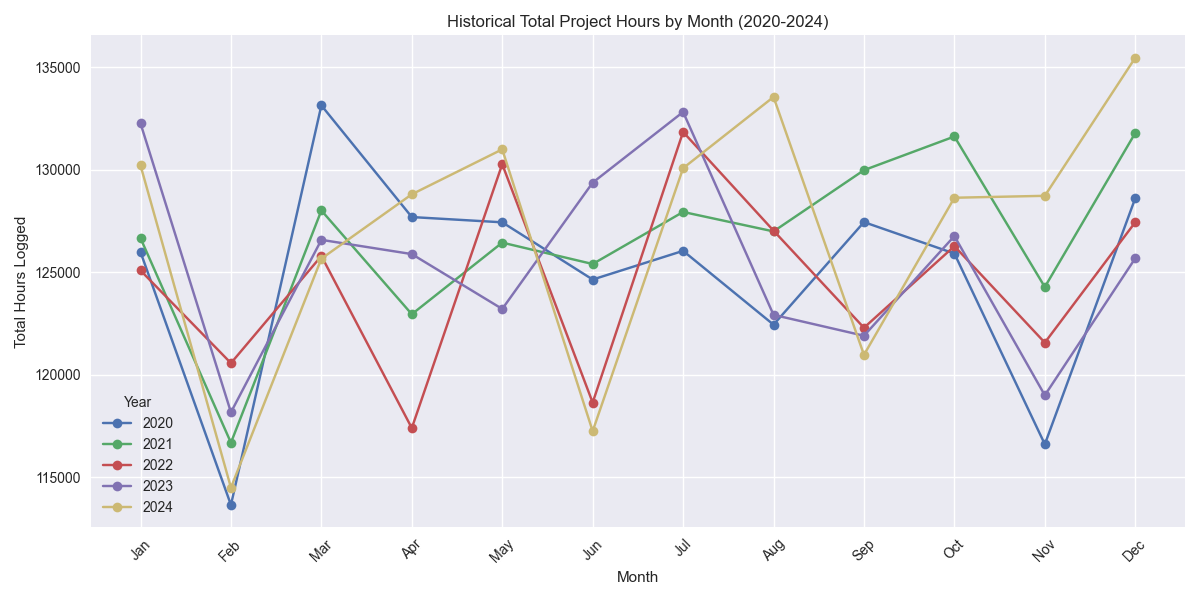 Historical Total Project Hours by Month (2020-2024)
Total Hours Logged
135000
130000
125000
120000
115000
Year
2020
2021
2022
2023
2024
Jan
Feb
Mar
Apr
May
Jun
Jul
Aug
Sep
Oct
Nov
Dec
Month